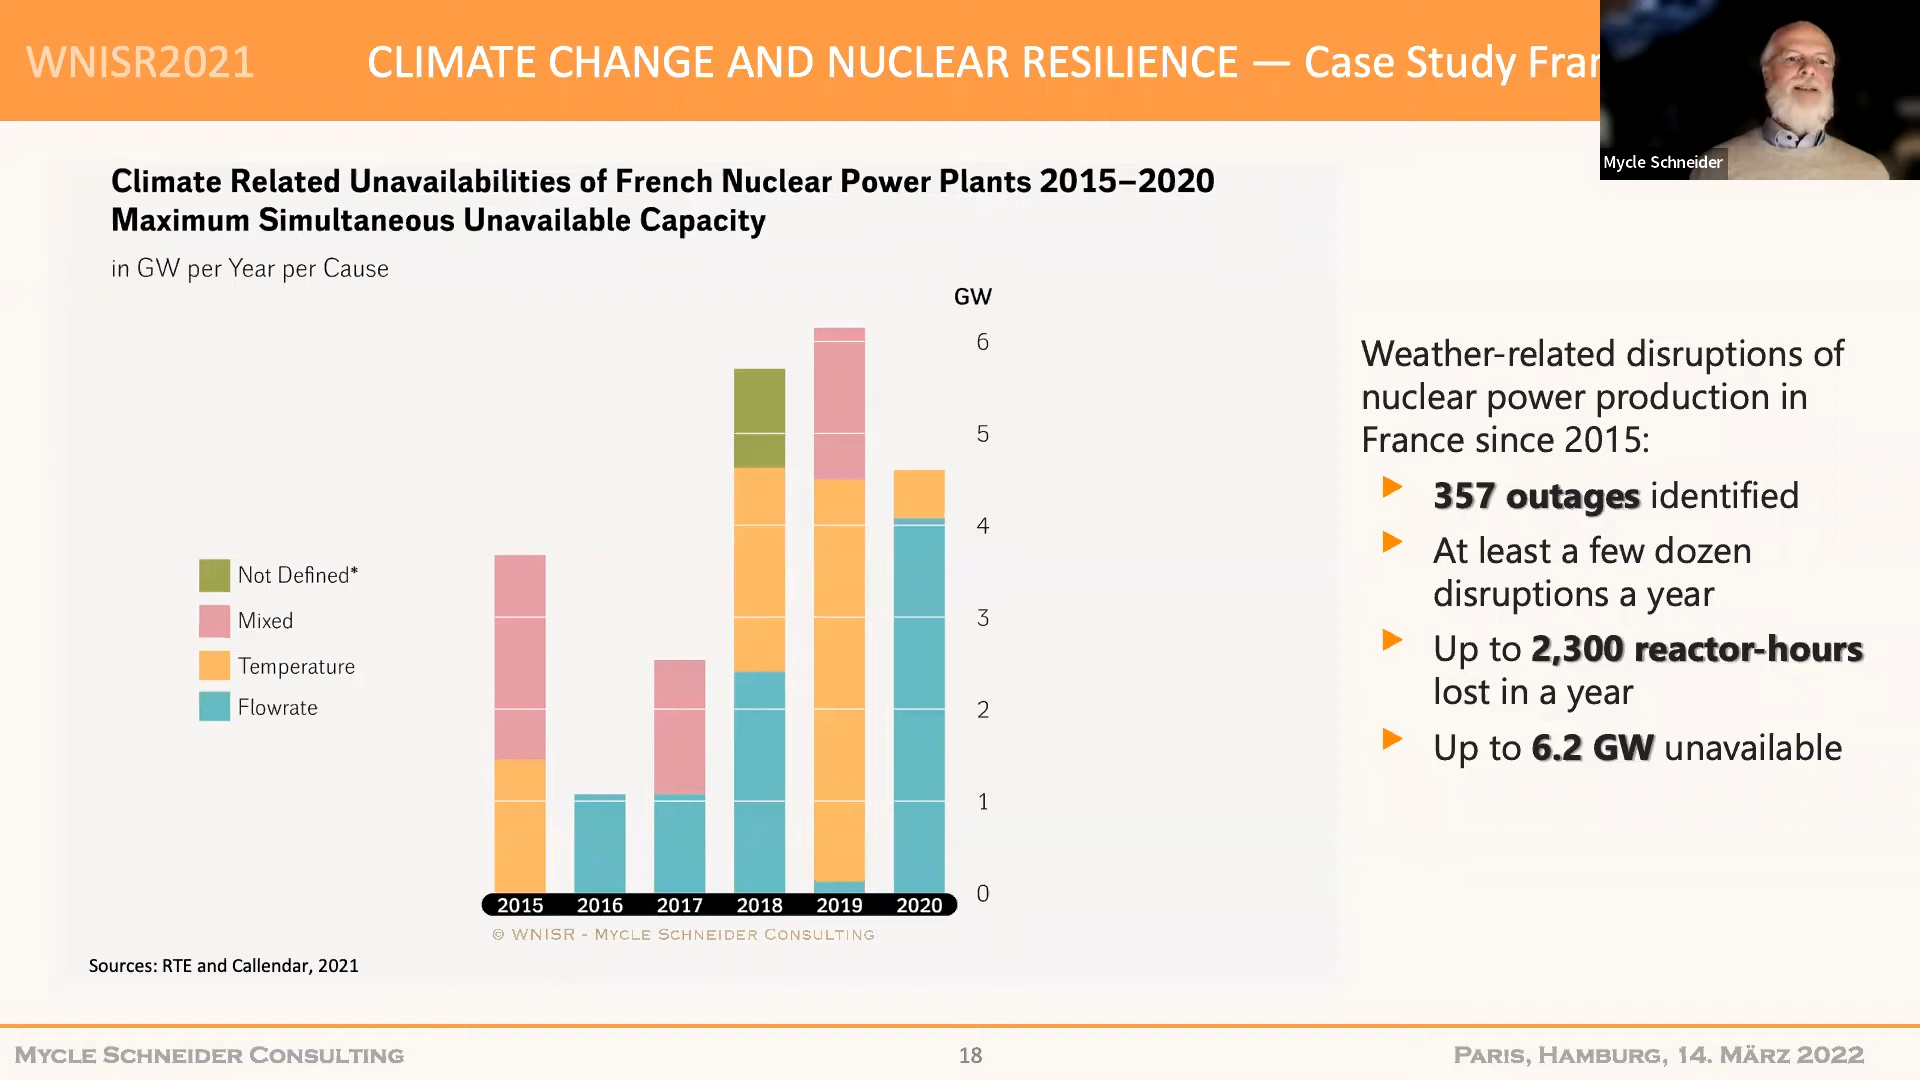 WNISR2021
CLIMATE CHANGE AND NUCLEAR RESILIENCE — Case Study Fran
Mycle Schneider
Climate Related Unavailabilities of French Nuclear Power Plants 2015–2020
Maximum Simultaneous Unavailable Capacity
in GW per Year per Cause
GW
6
5
4
3
2
1
0
Not Defined*
Mixed
Temperature
Flowrate
2015 2016 2017 2018 2019 2020
© WNISR - MYCLE SCHNEIDER CONSULTING
Sources: RTE and Callendar, 2021
Weather-related disruptions of
nuclear power production in
France since 2015:
357 outages identified
At least a few dozen
disruptions a year
Up to 2,300 reactor-hours
lost in a year
Up to 6.2 GW unavailable
MYCLE SCHNEIDER CONSULTING
18
PARIS, HAMBURG, 14. MÄRZ 2022